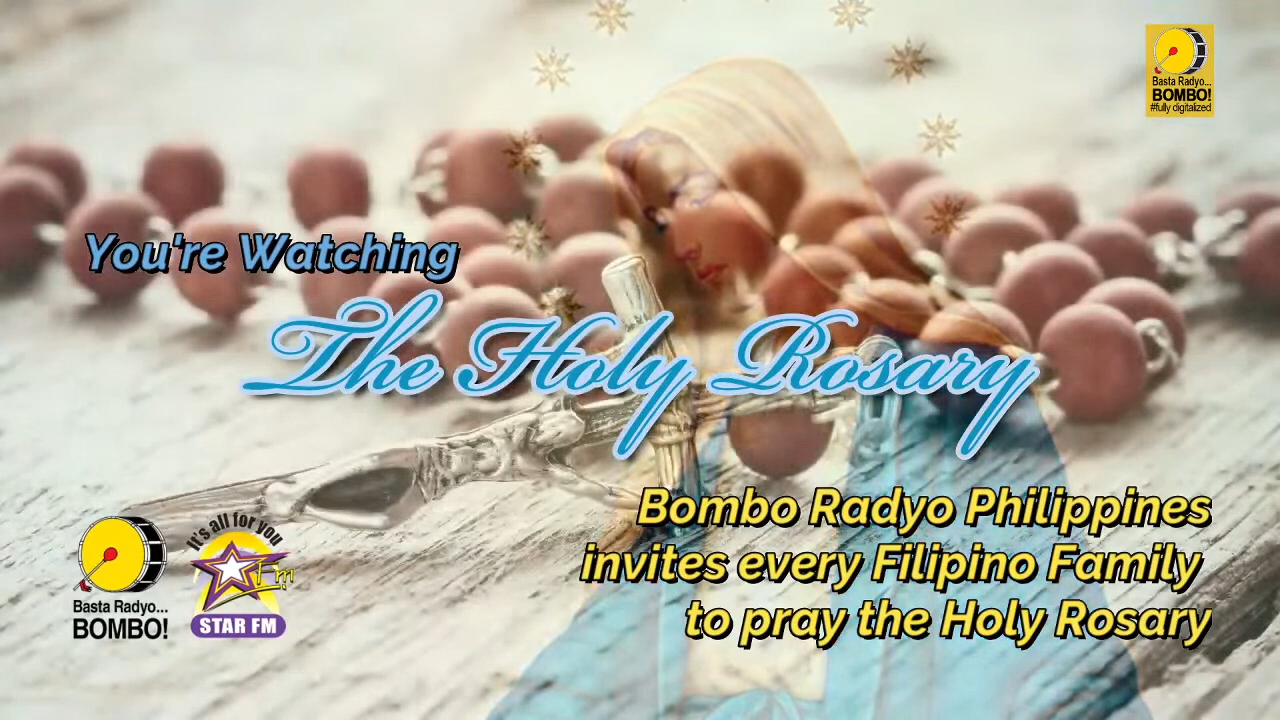 Basta Radyo...
BOMBO!
#fully digitalized
You're Watching
The Holy Rosary
Bombo Radyo Philippines
invites every Filipino Family
to pray the Holy Rosary
Basta Radyo...
BOMBO!
It's all for you
Fm
STAR FM